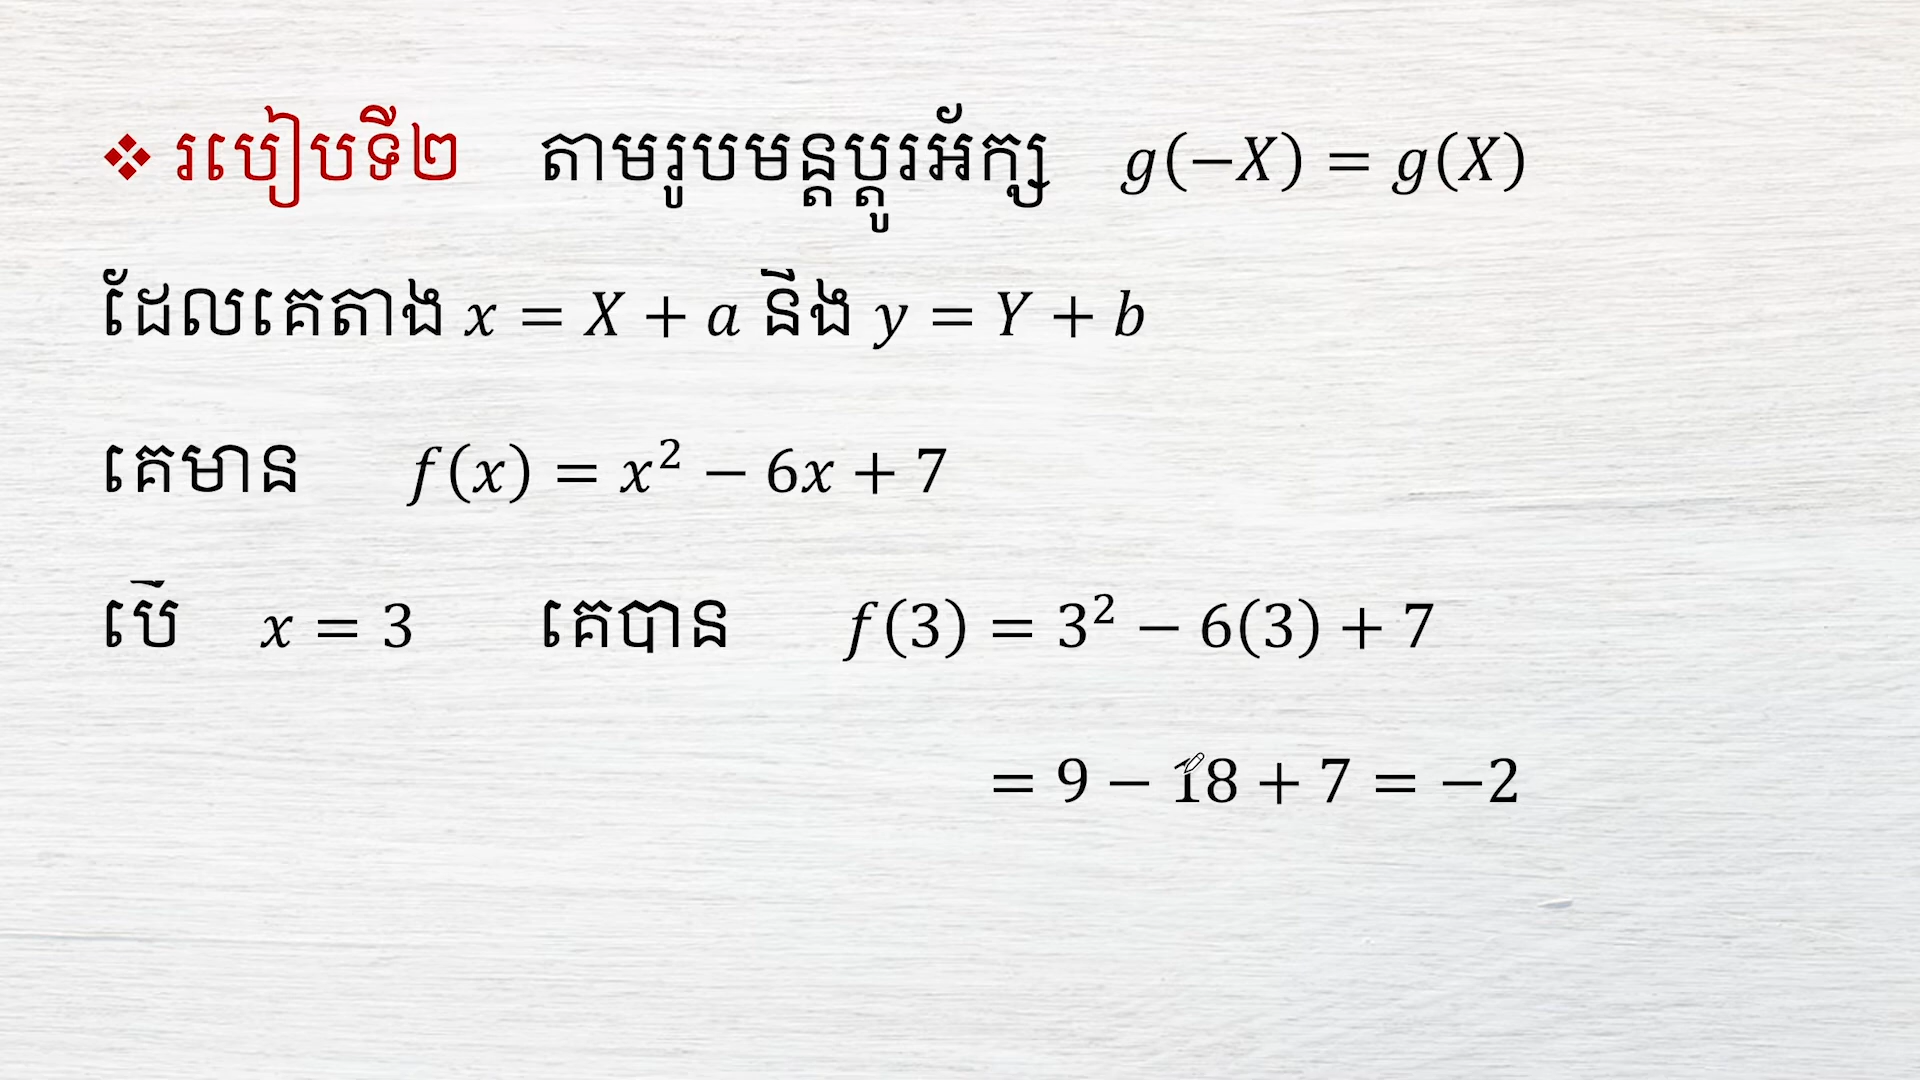 ❖ របៀបទី២ តាមរូបមន្តប្តូរអ័ក្ស g(−X) = g(X)
ដែលគេតាង x = X + a និង y = Y + b
គេមាន f(x) = x² − 6x + 7
បើ x = 3 គេបាន f(3) = 3² − 6(3) + 7
= 9 − 18 + 7 = −2